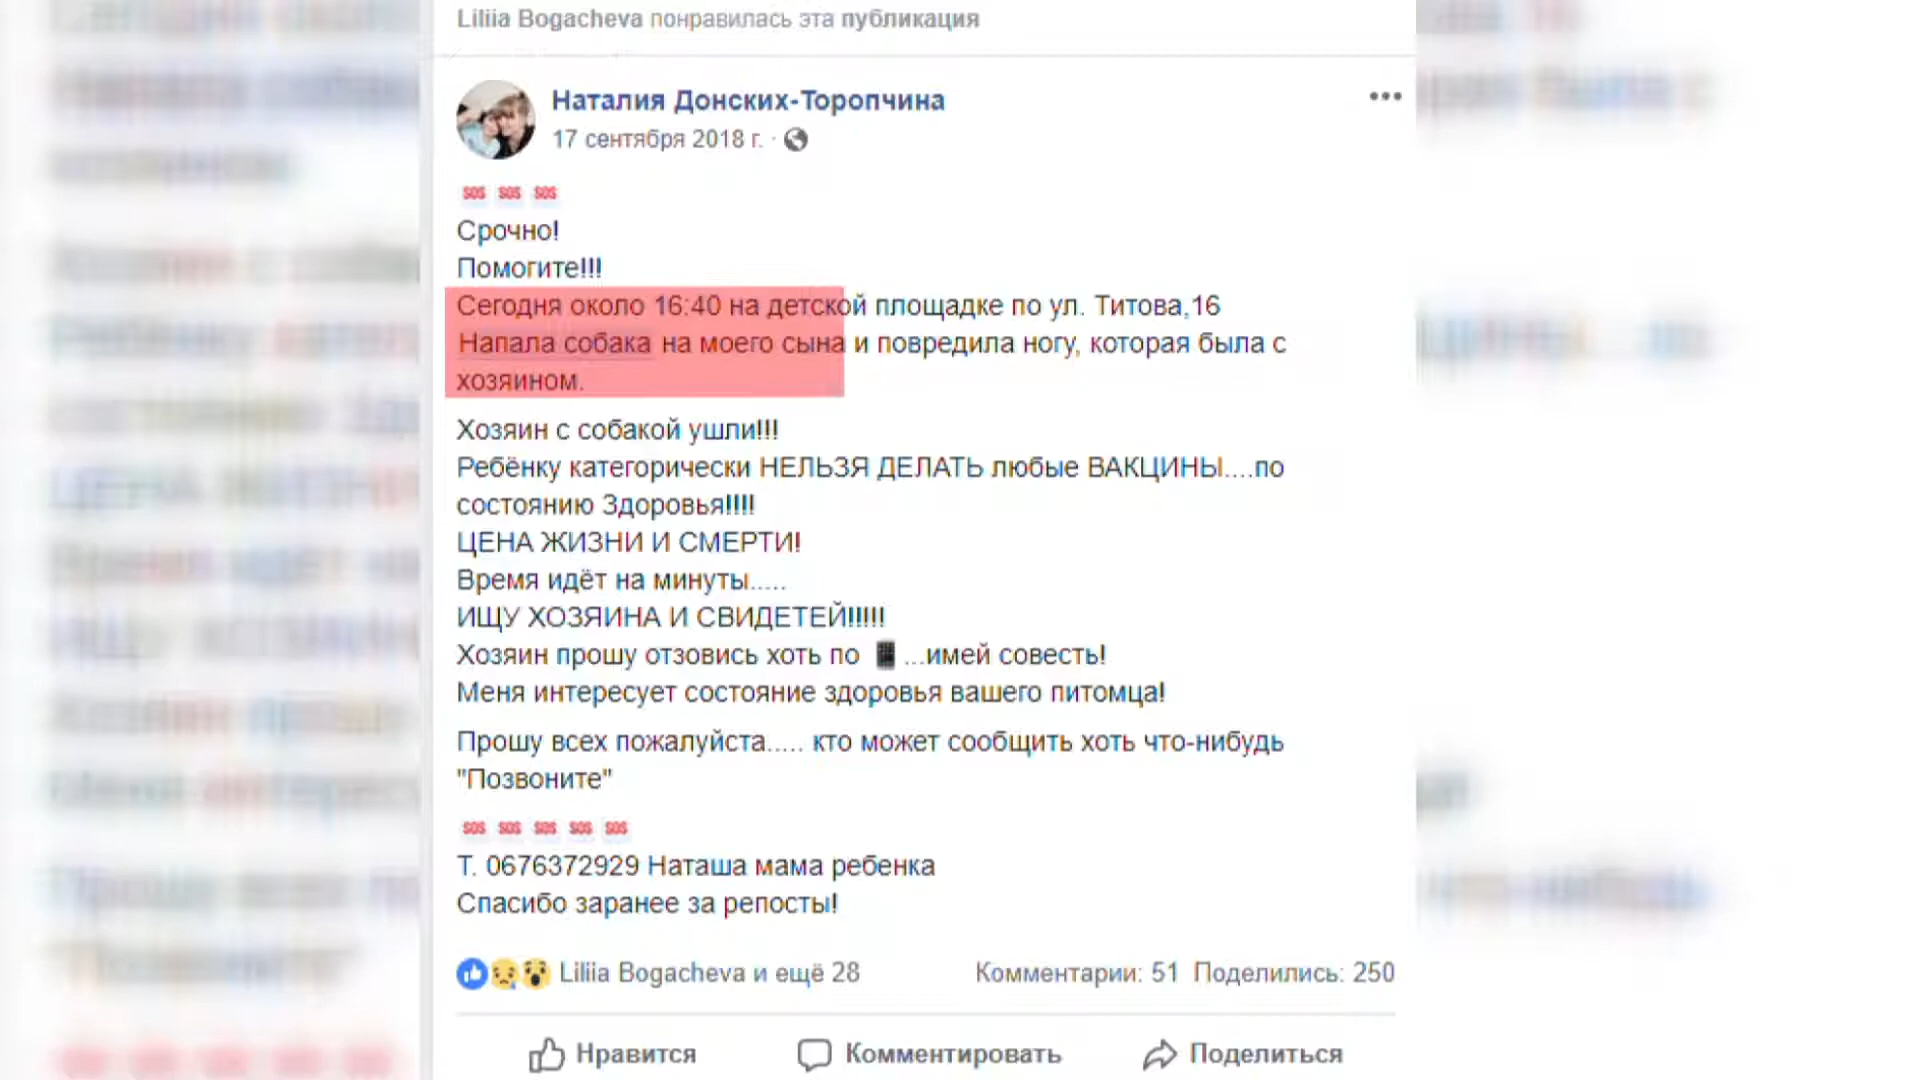 Liliia Bogacheva понравилась эта публикация
Наталия Донских-Торопчина
17 сентября 2018 г. ·
SOS SOS SOS
Срочно!
Помогите!!!
Сегодня около 16:40 на детской площадке по ул. Титова,16
Напала собака на моего сына и повредила ногу, которая была с
хозяином.
Хозяин с собакой ушли!!!
Ребёнку категорически НЕЛЬЗЯ ДЕЛАТЬ любые ВАКЦИНЫ....по
состоянию Здоровья!!!!
ЦЕНА ЖИЗНИ И СМЕРТИ!
Время идёт на минуты.....
ИЩУ ХОЗЯИНА И СВИДЕТЕЙ!!!!!
Хозяин прошу отзовись хоть по 📱...имей совесть!
Меня интересует состояние здоровья вашего питомца!
Прошу всех пожалуйста..... кто может сообщить хоть что-нибудь
"Позвоните"
SOS SOS SOS SOS SOS
Т. 0676372929 Наташа мама ребенка
Спасибо заранее за репосты!
Liliia Bogacheva и ещё 28 Комментарии: 51 Поделились: 250
Нравится Комментировать Поделиться